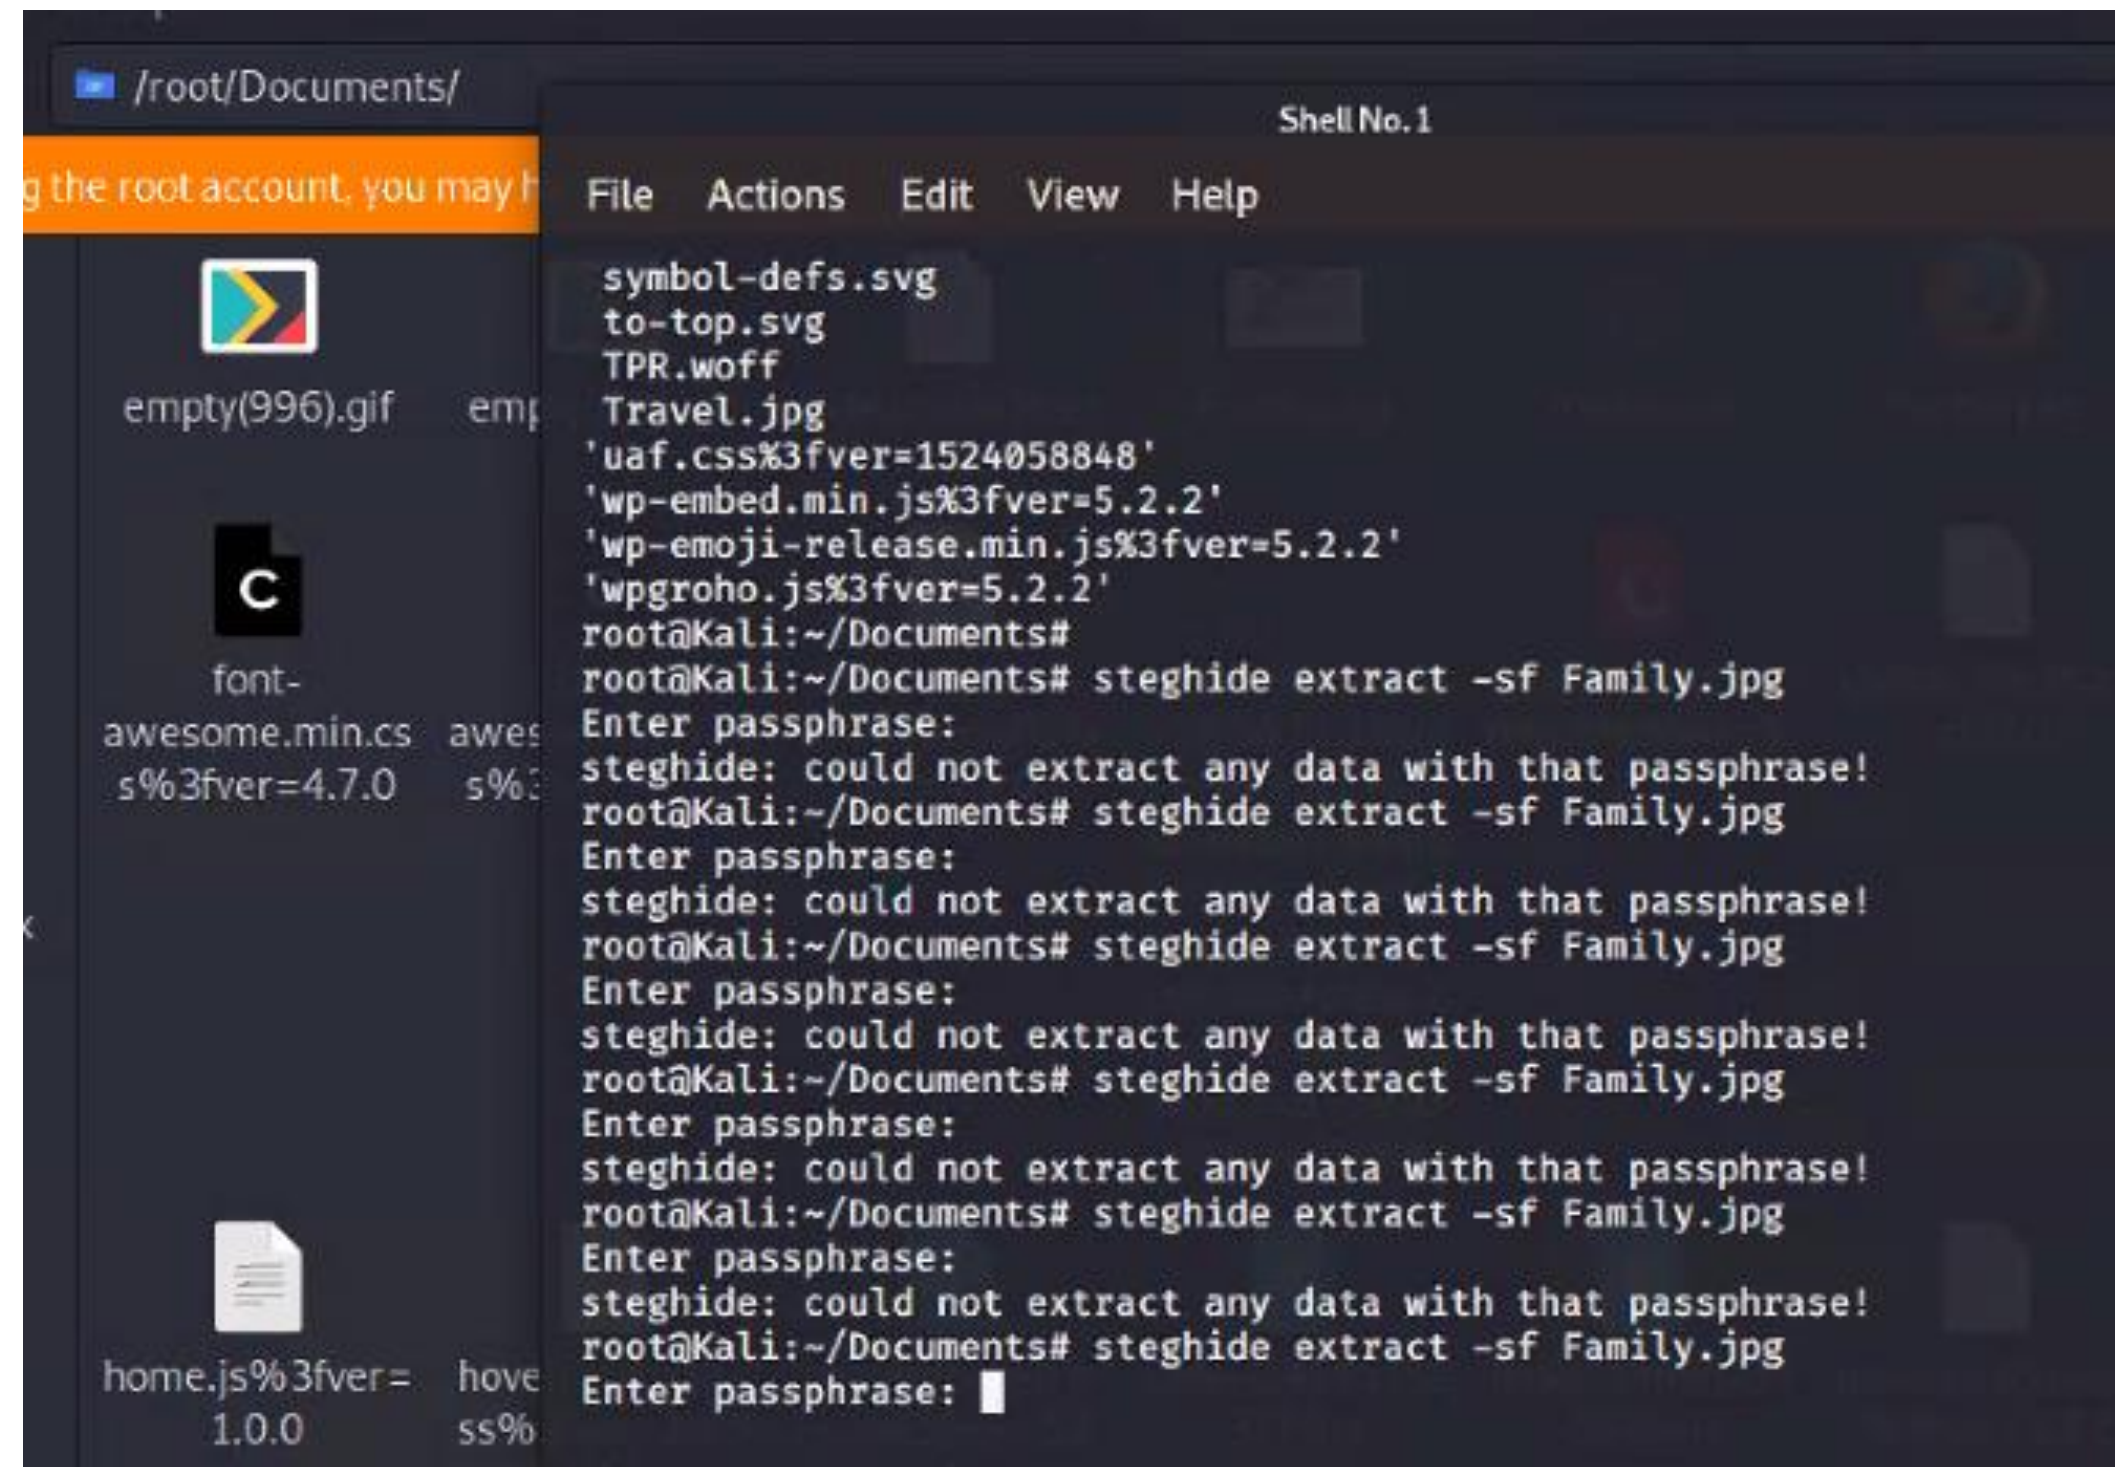 /root/Documents/
g the root account, you may
empty(996).gif
font-
awesome.min.cs
s%3fver=4.7.0
awes
home.js%3fver=
1.0.0
hove
ss%
Shell No. 1
File Actions Edit View Help
symbol-defs.svg
to-top.svg
TPR.woff
Travel.jpg
'uaf.css%3fver=1524058848'
'wp-embed.min.js%3fver=5.2.2'
'wp-emoji-release.min.js%3fver=5.2.2'
'wpgroho.js%3fver=5.2.2'
root@Kali:~/Documents#
root@Kali:~/Documents# steghide extract -sf Family.jpg
Enter passphrase:
steghide: could not extract any data with that passphrase!
root@Kali:~/Documents# steghide extract -sf Family.jpg
Enter passphrase:
steghide: could not extract any data with that passphrase!
root@Kali:~/Documents# steghide extract -sf Family.jpg
Enter passphrase:
steghide: could not extract any data with that passphrase!
root@Kali:~/Documents# steghide extract -sf Family.jpg
Enter passphrase:
steghide: could not extract any data with that passphrase!
root@Kali:~/Documents# steghide extract -sf Family.jpg
Enter passphrase:
steghide: could not extract any data with that passphrase!
root@Kali:~/Documents# steghide extract -sf Family.jpg
Enter passphrase: